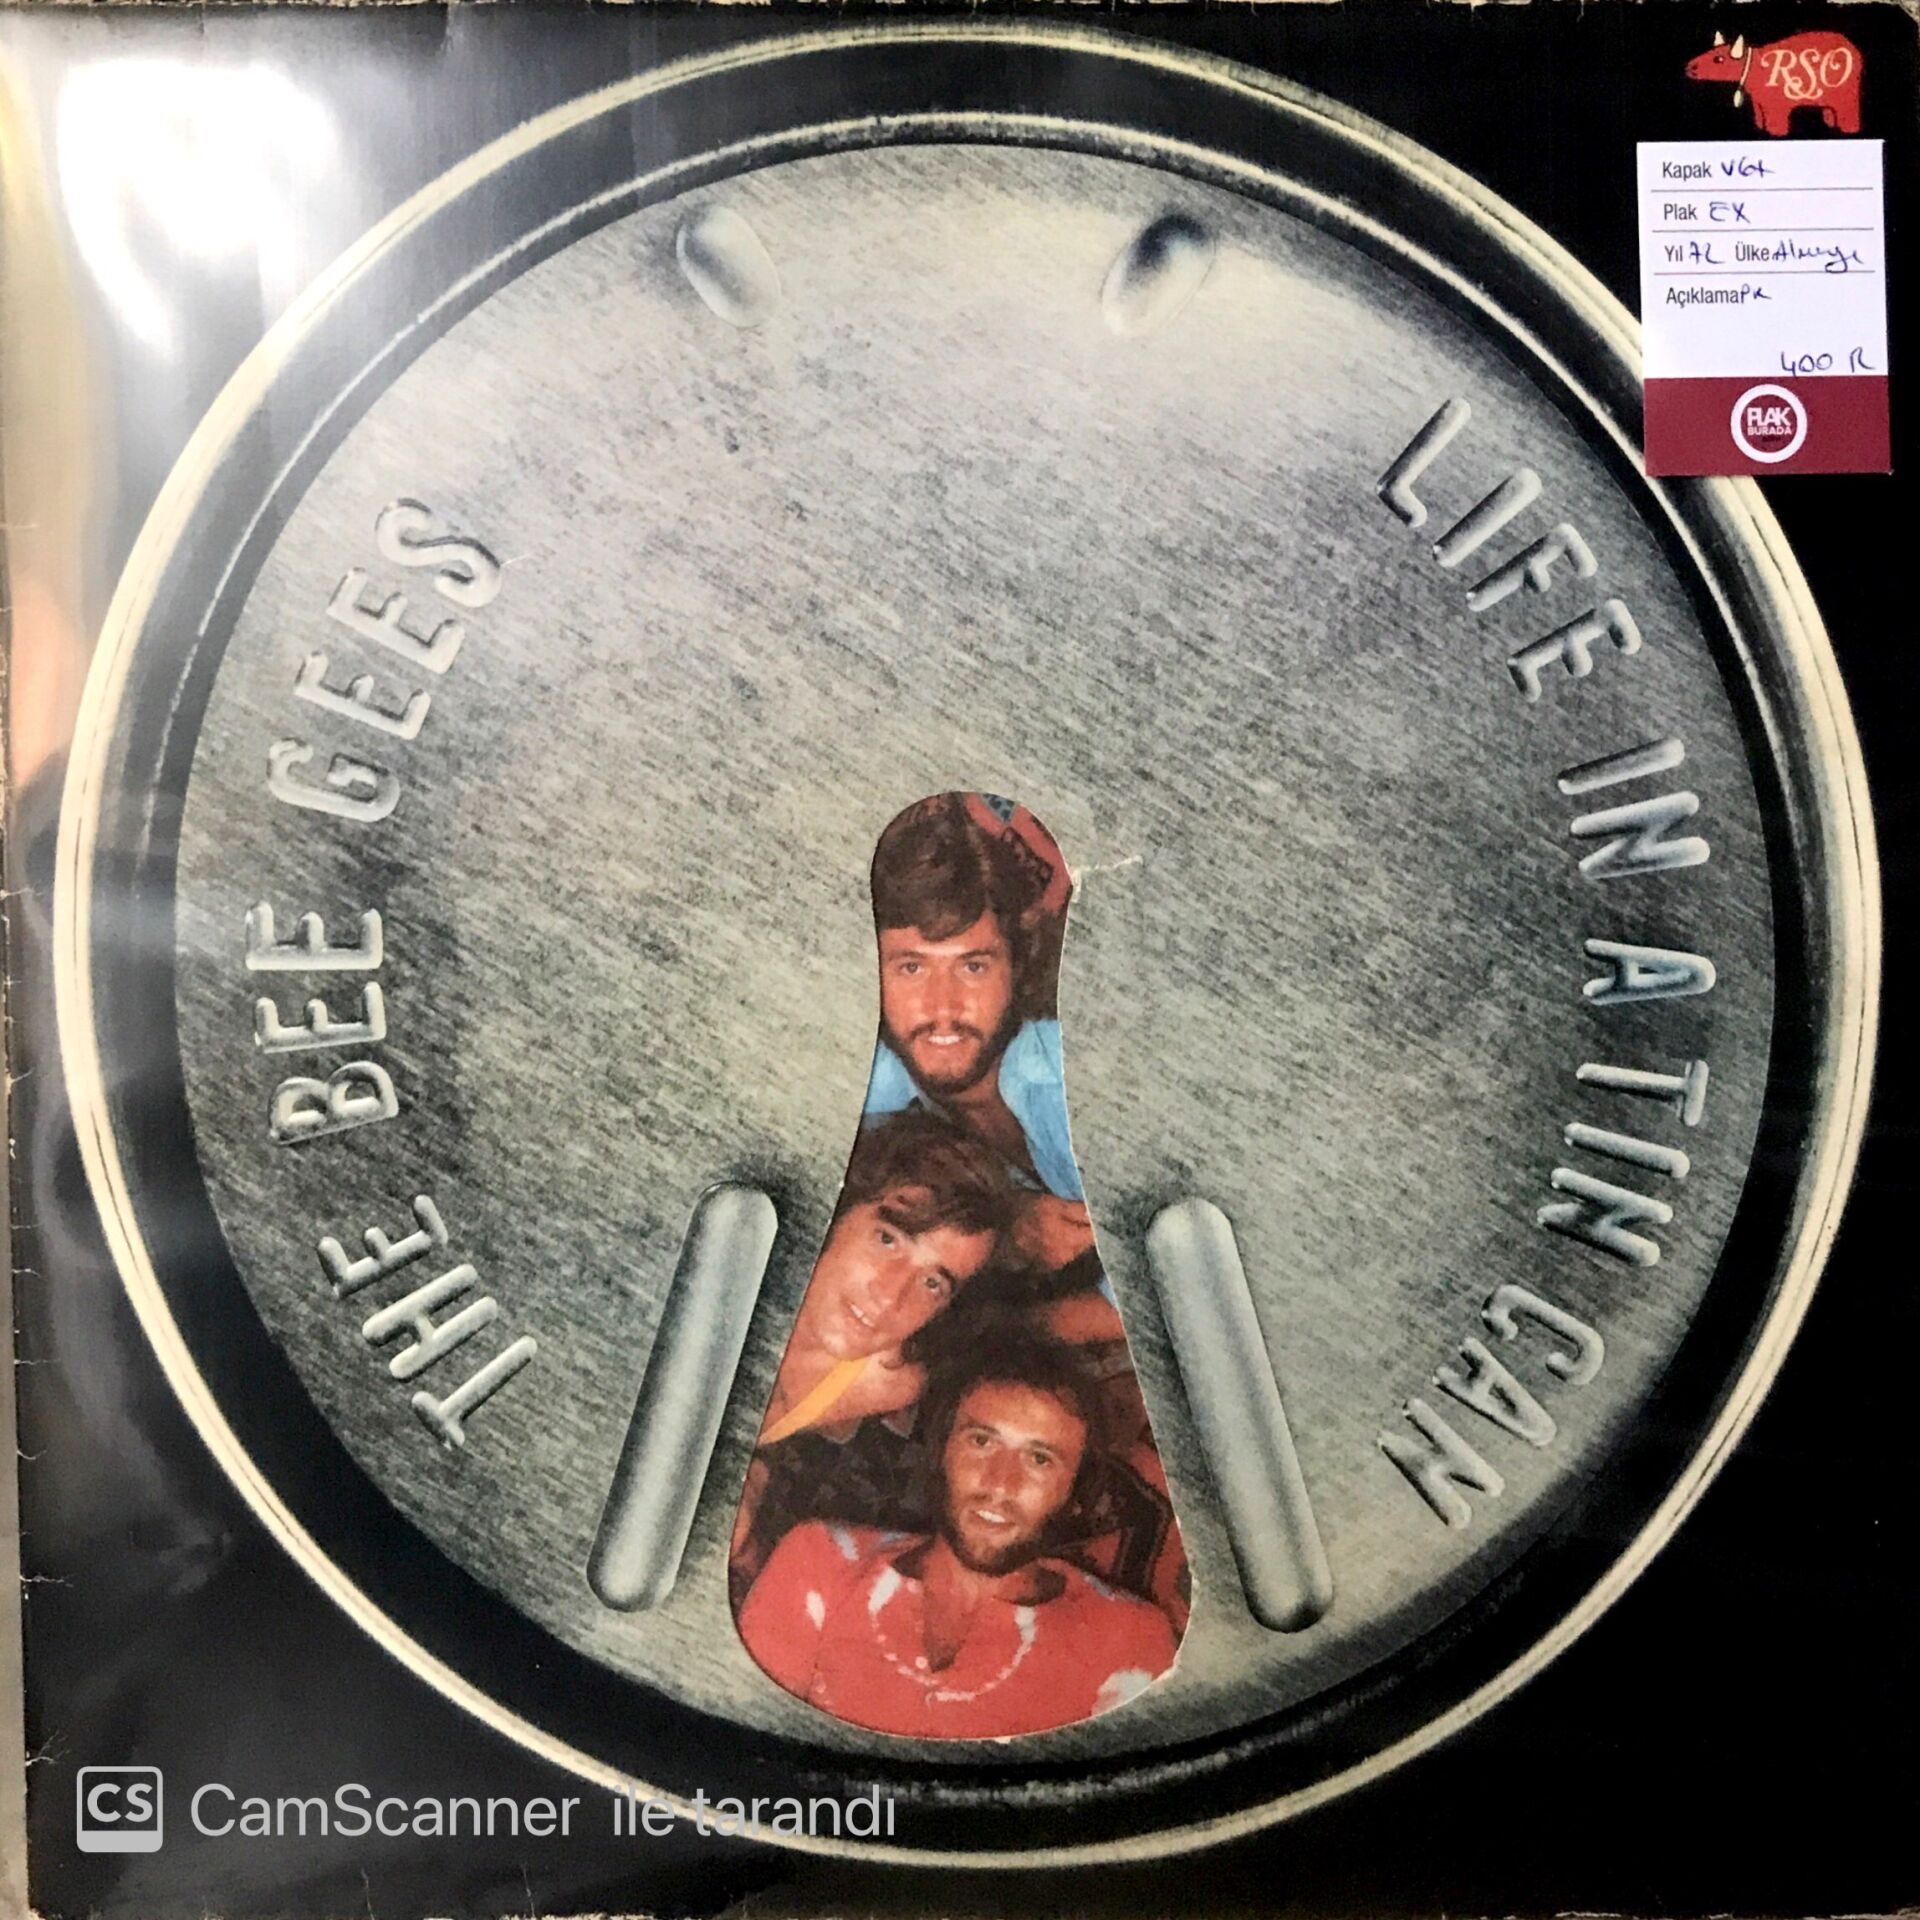 RSO
Kapak VG+
Plak EX
Yıl 72 Ülke Almanya
Açıklama PR
400
PLAK
BURADA
THE BEE GEES
LIFE IN A TIN CAN
CS CamScanner ile tarandı